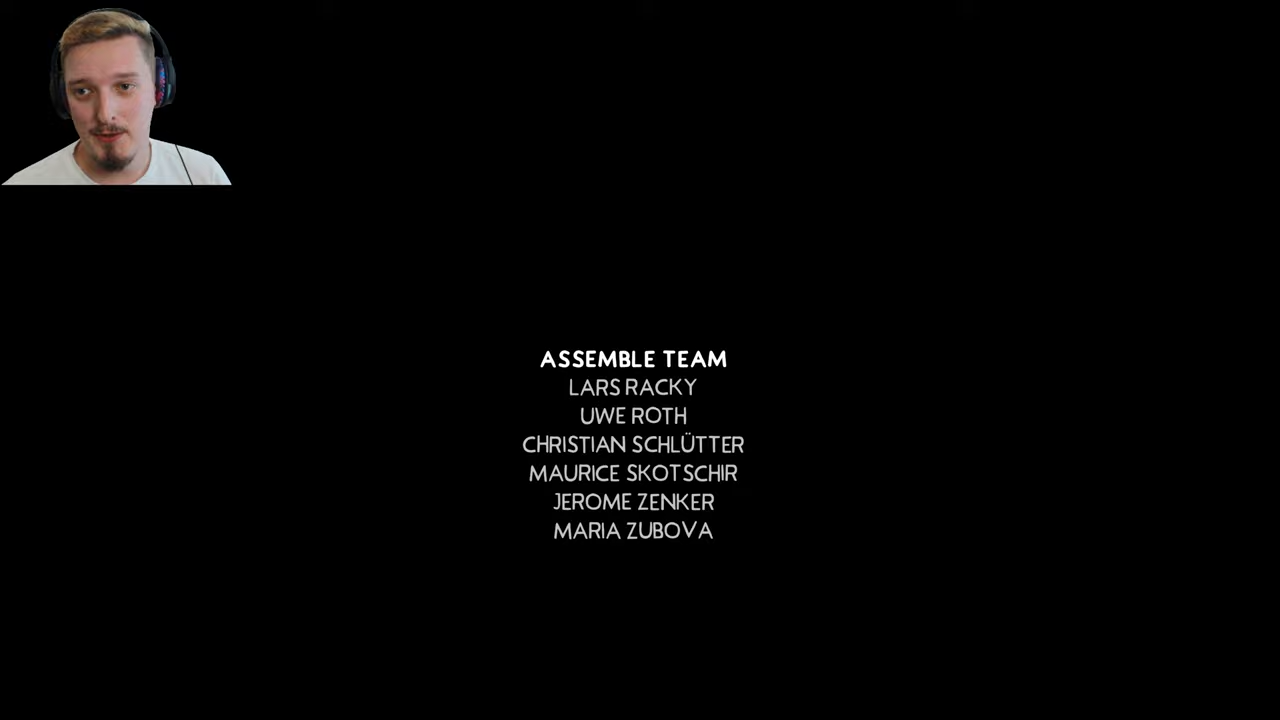 ASSEMBLE TEAM
LARS RACKY
UWE ROTH
CHRISTIAN SCHLÜTTER
MAURICE SKOTSCHIR
JEROME ZENKER
MARIA ZUBOVA